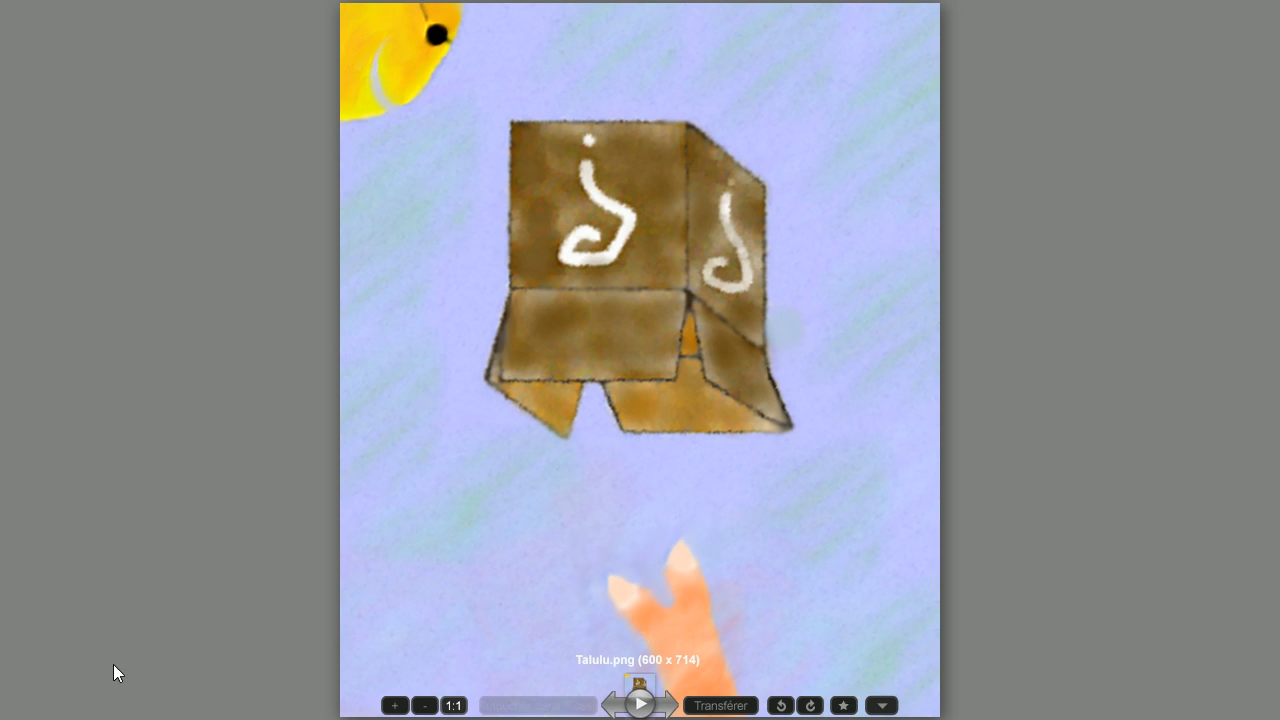 ¿ ¿
Talulu.png (600 x 714)
+ - 1:1 Transférer